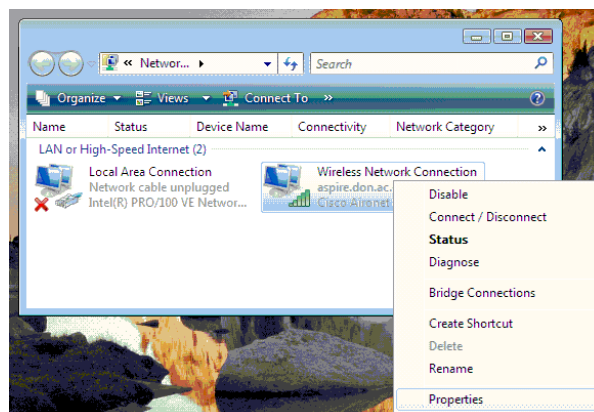 « Networ...
Search
Organize Views Connect To »
Name Status Device Name Connectivity Network Category »
LAN or High-Speed Internet (2)
Local Area Connection
Network cable unplugged
Intel(R) PRO/100 VE Networ...
Wireless Network Connection
aspire.don.ac.
Cisco Aironet
Disable
Connect / Disconnect
Status
Diagnose
Bridge Connections
Create Shortcut
Delete
Rename
Properties